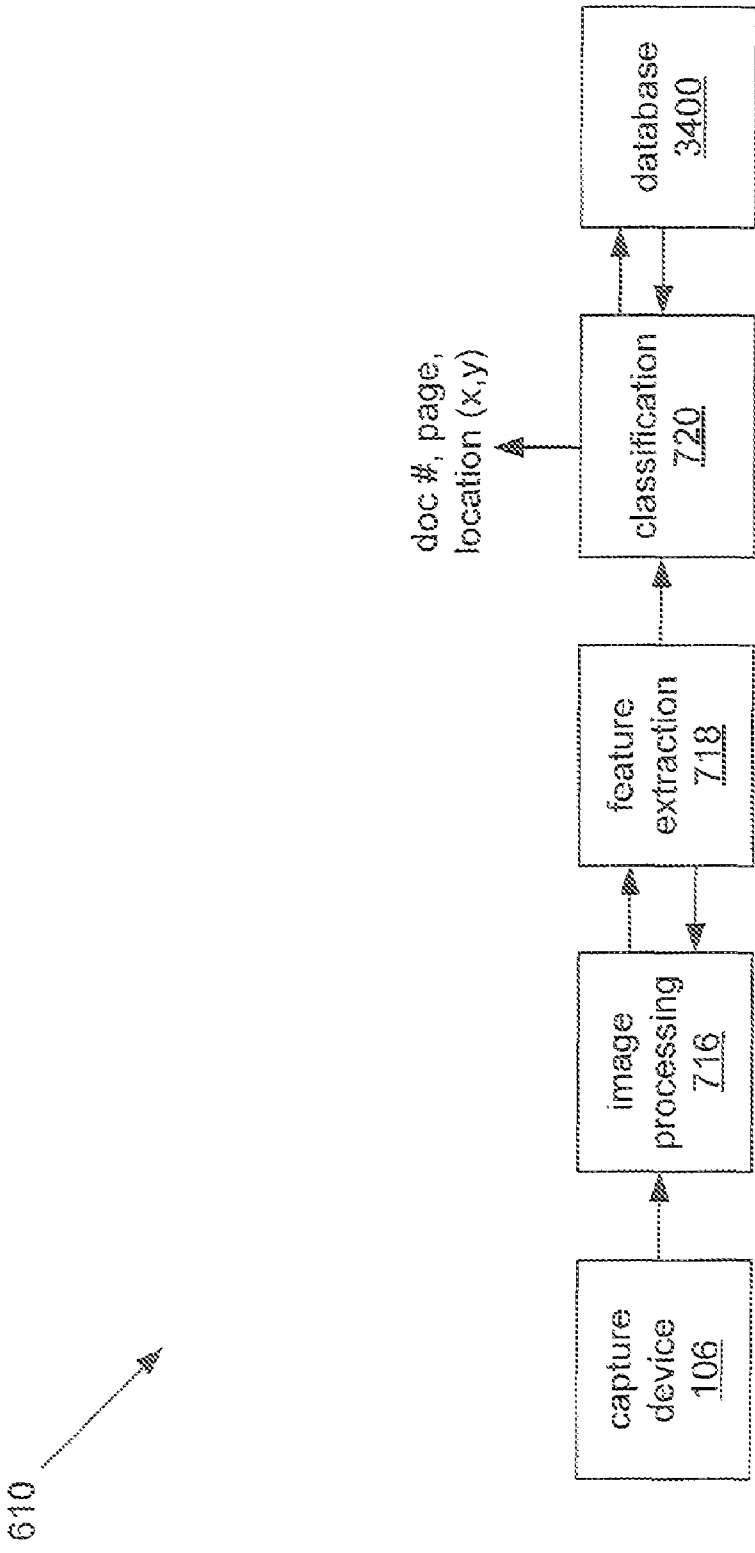 610
capture
device
106
image
processing
716
feature
extraction
718
doc #, page,
location (x,y)
classification
720
database
3400